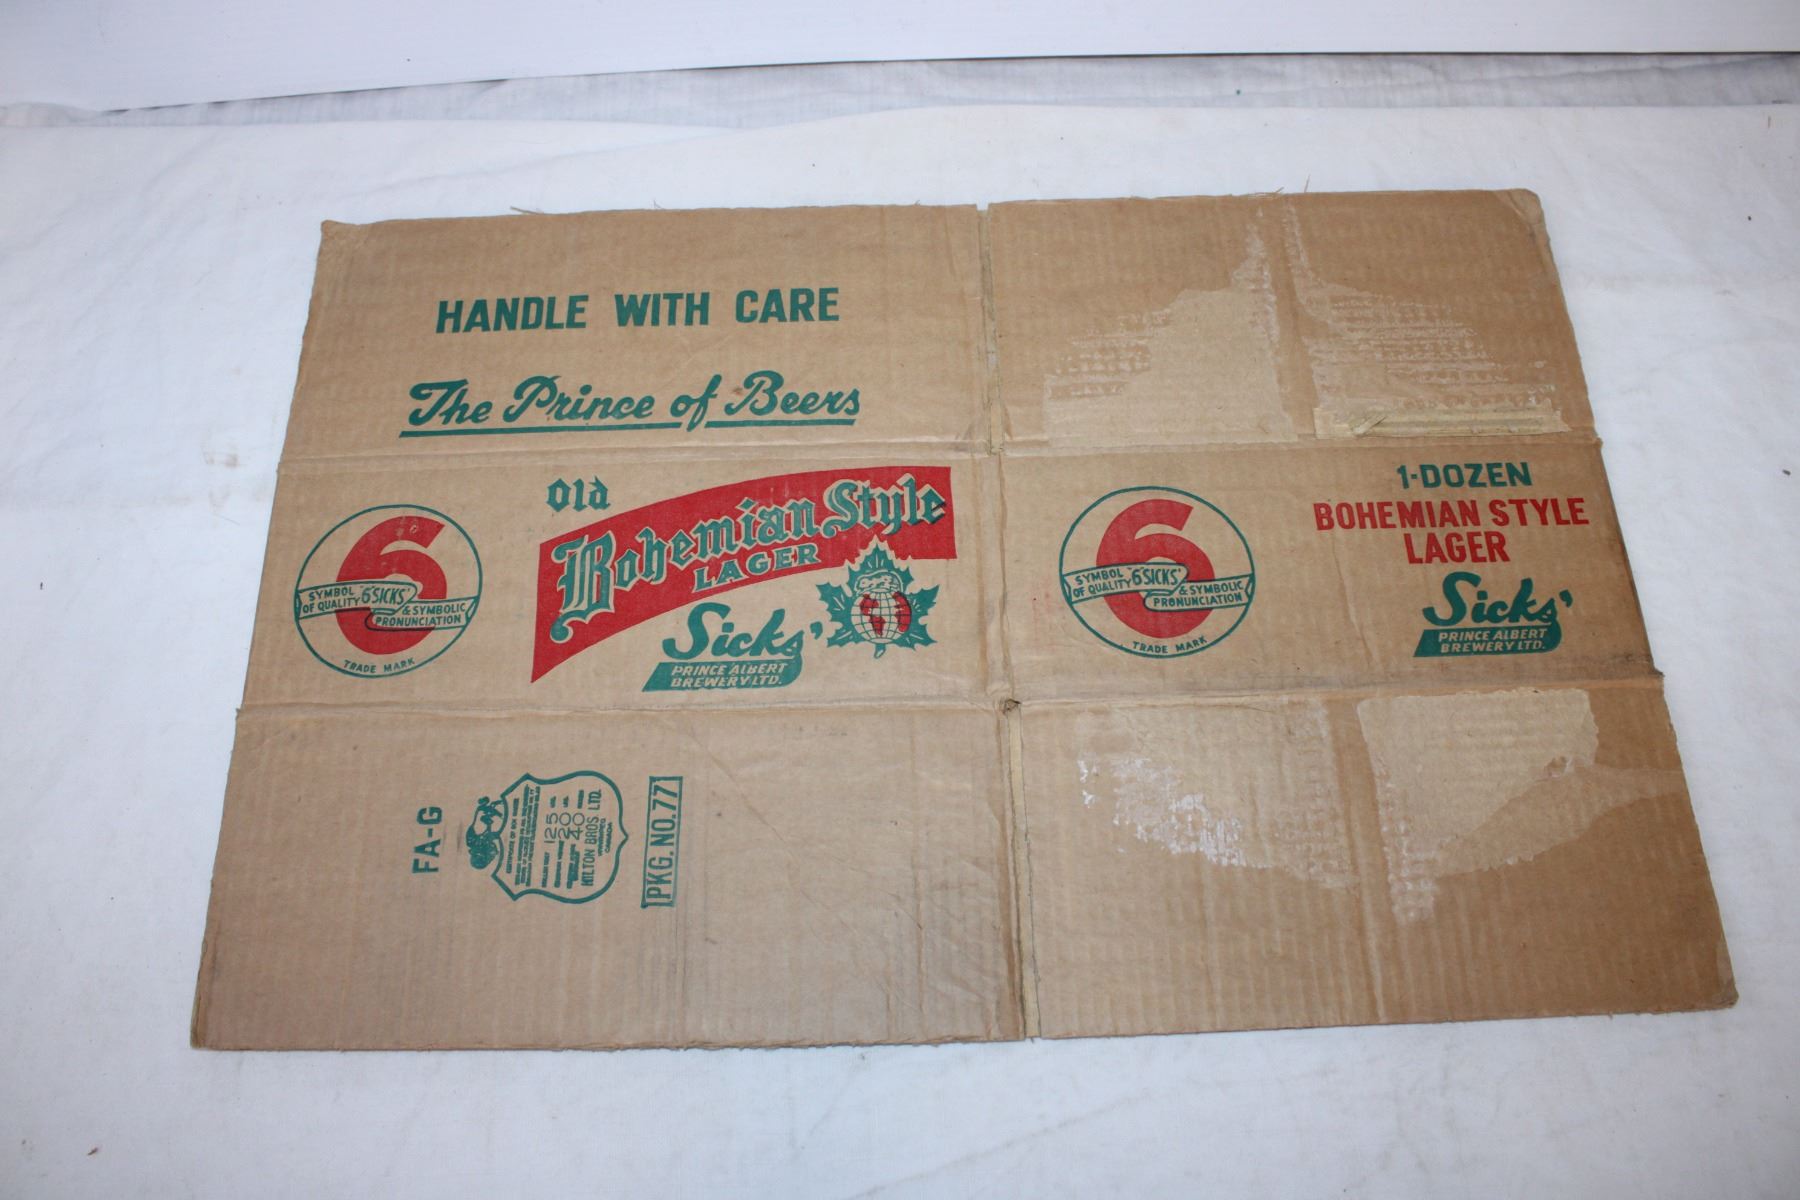 HANDLE WITH CARE
The Prince of Beers
SYMBOL OF QUALITY
"6 SICKS'"
& SYMBOLIC PRONUNCIATION
TRADE MARK
Old
Bohemian Style
LAGER
Sicks'
PRINCE ALBERT
BREWERY LTD.
SYMBOL OF QUALITY
"6 SICKS'"
& SYMBOLIC PRONUNCIATION
TRADE MARK
1-DOZEN
BOHEMIAN STYLE
LAGER
Sicks'
PRINCE ALBERT
BREWERY LTD.
FA-G
125
200
40
HILTON BROS. LTD.
CANADA
PKG. NO. 77